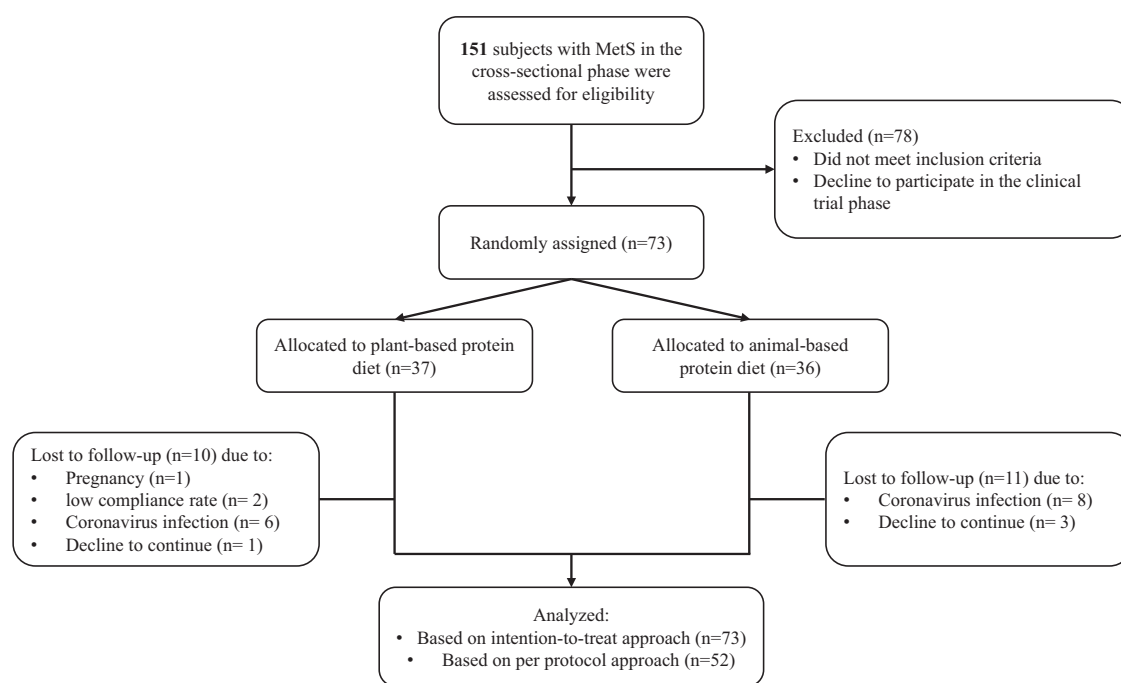 151 subjects with MetS in the
cross-sectional phase were
assessed for eligibility
Excluded (n=78)
• Did not meet inclusion criteria
• Decline to participate in the clinical
trial phase
Randomly assigned (n=73)
Allocated to plant-based protein
diet (n=37)
Allocated to animal-based
protein diet (n=36)
Lost to follow-up (n=10) due to:
• Pregnancy (n=1)
• low compliance rate (n= 2)
• Coronavirus infection (n= 6)
• Decline to continue (n= 1)
Lost to follow-up (n=11) due to:
• Coronavirus infection (n= 8)
• Decline to continue (n= 3)
Analyzed:
• Based on intention-to-treat approach (n=73)
• Based on per protocol approach (n=52)